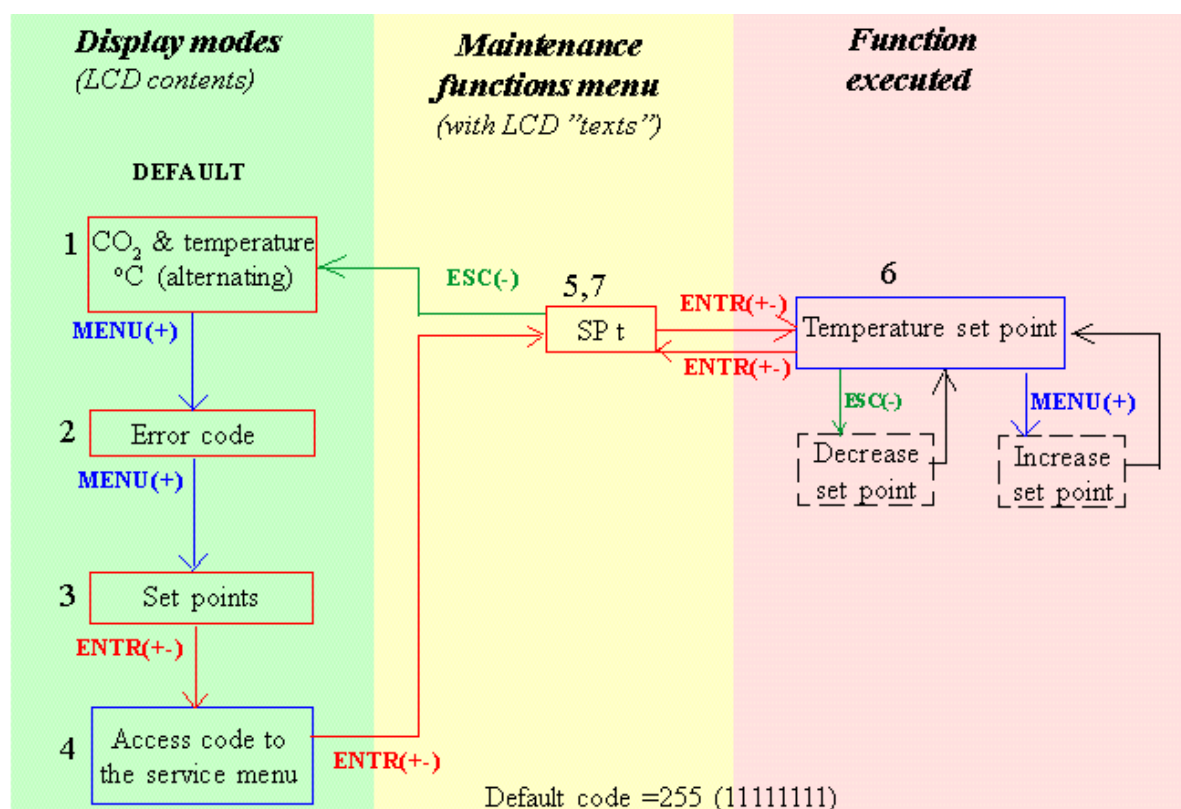 Display modes
(LCD contents)
Maintenance
functions menu
(with LCD "texts")
Function
executed
DEFAULT
1
CO2 & temperature
ºC (alternating)
MENU(+)
2
Error code
MENU(+)
3
Set points
ENTR(+-)
4
Access code to
the service menu
ENTR(+-)
ESC(-)
5,7
SP t
ENTR(+-)
ENTR(+-)
6
Temperature set point
ESC(-)
MENU(+)
Decrease
set point
Increase
set point
Default code =255 (11111111)